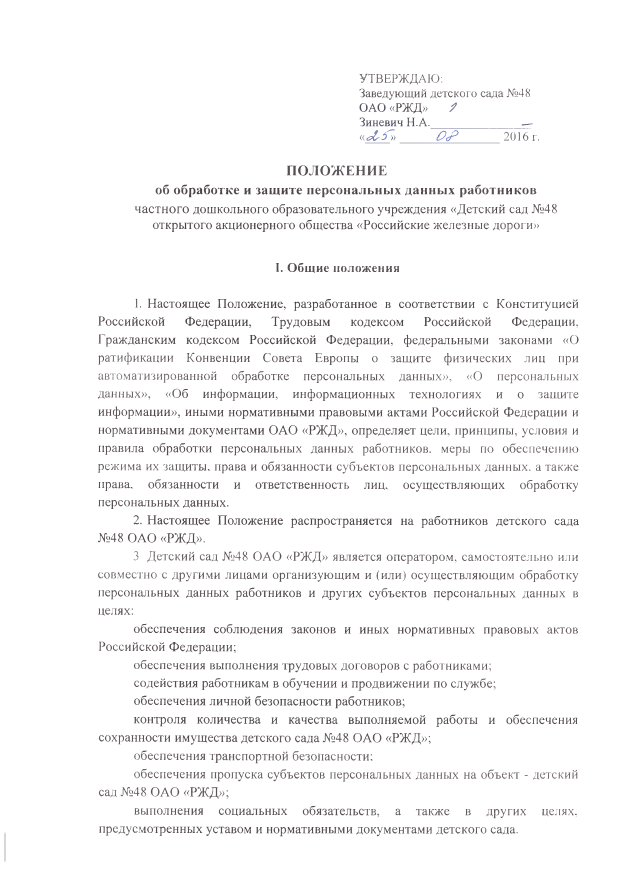 УТВЕРЖДАЮ:
Заведующий детского сада №48
ОАО «РЖД»
Зиневич Н.А.
«25» 08 2016 г.
ПОЛОЖЕНИЕ
об обработке и защите персональных данных работников
частного дошкольного образовательного учреждения «Детский сад №48
открытого акционерного общества «Российские железные дороги»
I. Общие положения
1. Настоящее Положение, разработанное в соответствии с Конституцией
Российской Федерации, Трудовым кодексом Российской Федерации,
Гражданским кодексом Российской Федерации, федеральными законами «О
ратификации Конвенции Совета Европы о защите физических лиц при
автоматизированной обработке персональных данных», «О персональных
данных», «Об информации, информационных технологиях и о защите
информации», иными нормативными правовыми актами Российской Федерации и
нормативными документами ОАО «РЖД», определяет цели, принципы, условия и
правила обработки персональных данных работников, меры по обеспечению
режима их защиты, права и обязанности субъектов персональных данных, а также
права, обязанности и ответственность лиц, осуществляющих обработку
персональных данных.
2. Настоящее Положение распространяется на работников детского сада
№48 ОАО «РЖД».
3 Детский сад №48 ОАО «РЖД» является оператором, самостоятельно или
совместно с другими лицами организующим и (или) осуществляющим обработку
персональных данных работников и других субъектов персональных данных в
целях:
обеспечения соблюдения законов и иных нормативных правовых актов
Российской Федерации;
обеспечения выполнения трудовых договоров с работниками;
содействия работникам в обучении и продвижении по службе;
обеспечения личной безопасности работников;
контроля количества и качества выполняемой работы и обеспечения
сохранности имущества детского сада №48 ОАО «РЖД»;
обеспечения транспортной безопасности;
обеспечения пропуска субъектов персональных данных на объект - детский
сад №48 ОАО «РЖД»;
выполнения социальных обязательств, а также в других целях,
предусмотренных уставом и нормативными документами детского сада.